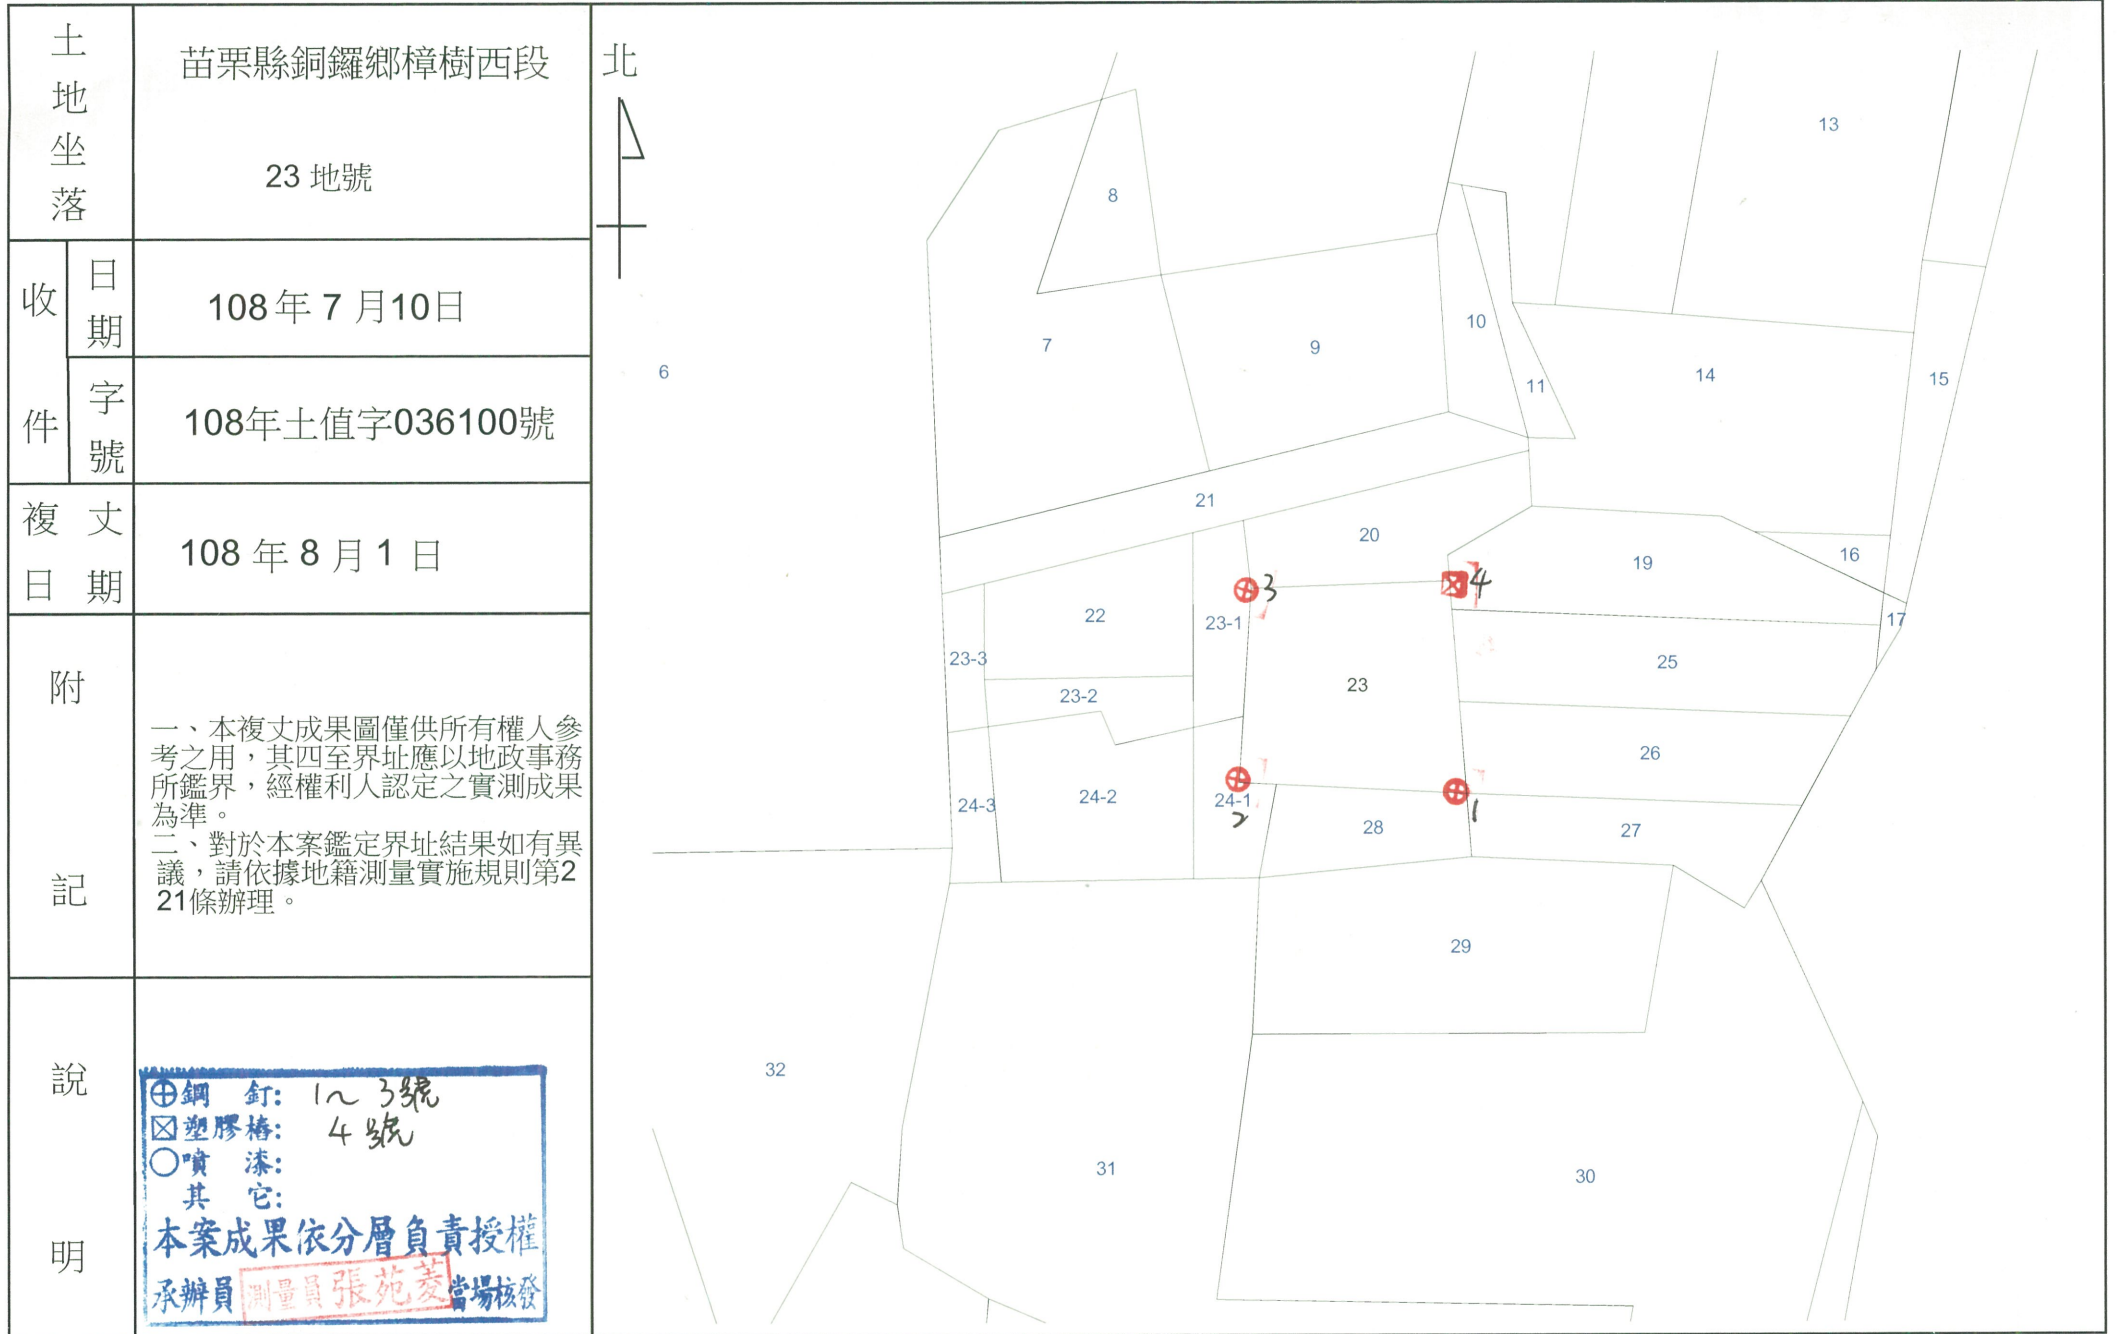 土地坐落
苗栗縣銅鑼鄉樟樹西段
23 地號
收件
日期
108年 7 月10日
字號
108年土值字036100號
複丈日期
108 年 8 月 1 日
附記
一、本複丈成果圖僅供所有權人參
考之用,其四至界址應以地政事務
所鑑界,經權利人認定之實測成果
為準。
二、對於本案鑑定界址結果如有異
議,請依據地籍測量實施規則第2
21條辦理。
說明
⊕鋼 釘: 1~3號
☒塑膠樁: 4號
○噴 漆:
其 它:
本案成果依分層負責授權
承辦員 測量員張苑菱 當場核發
北
13
8
10
7
9
6
11
14
15
21
20
19
16
3
4
22
23-1
17
23-3
25
23
23-2
26
24-3
24-2
24-1
2
1
28
27
29
32
31
30